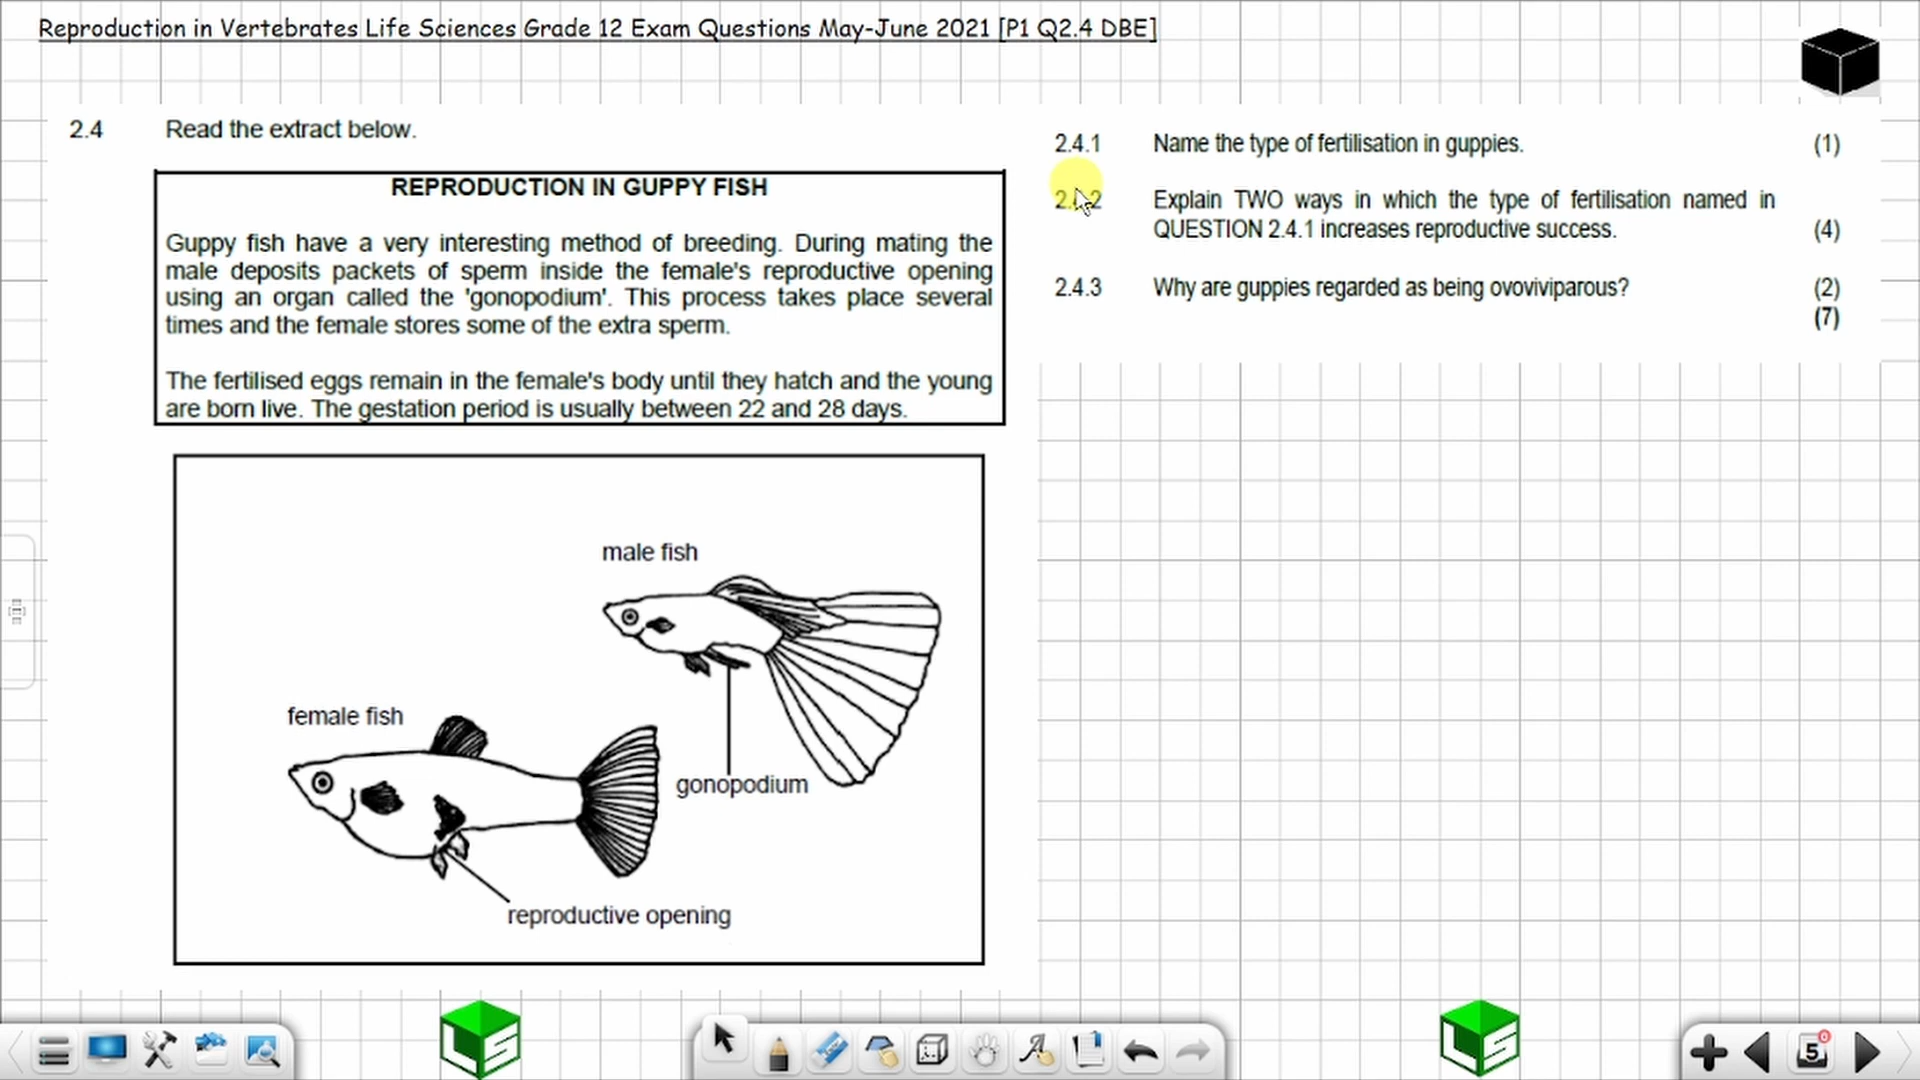 Reproduction in Vertebrates Life Sciences Grade 12 Exam Questions May-June 2021 [P1 Q2.4 DBE]
2.4 Read the extract below.
REPRODUCTION IN GUPPY FISH
Guppy fish have a very interesting method of breeding. During mating the
male deposits packets of sperm inside the female's reproductive opening
using an organ called the 'gonopodium'. This process takes place several
times and the female stores some of the extra sperm.
The fertilised eggs remain in the female's body until they hatch and the young
are born live. The gestation period is usually between 22 and 28 days.
male fish
female fish
gonopodium
reproductive opening
2.4.1 Name the type of fertilisation in guppies. (1)
Explain TWO ways in which the type of fertilisation named in
QUESTION 2.4.1 increases reproductive success. (4)
2.4.3 Why are guppies regarded as being ovoviviparous? (2)
(7)
LS
LS
5
0